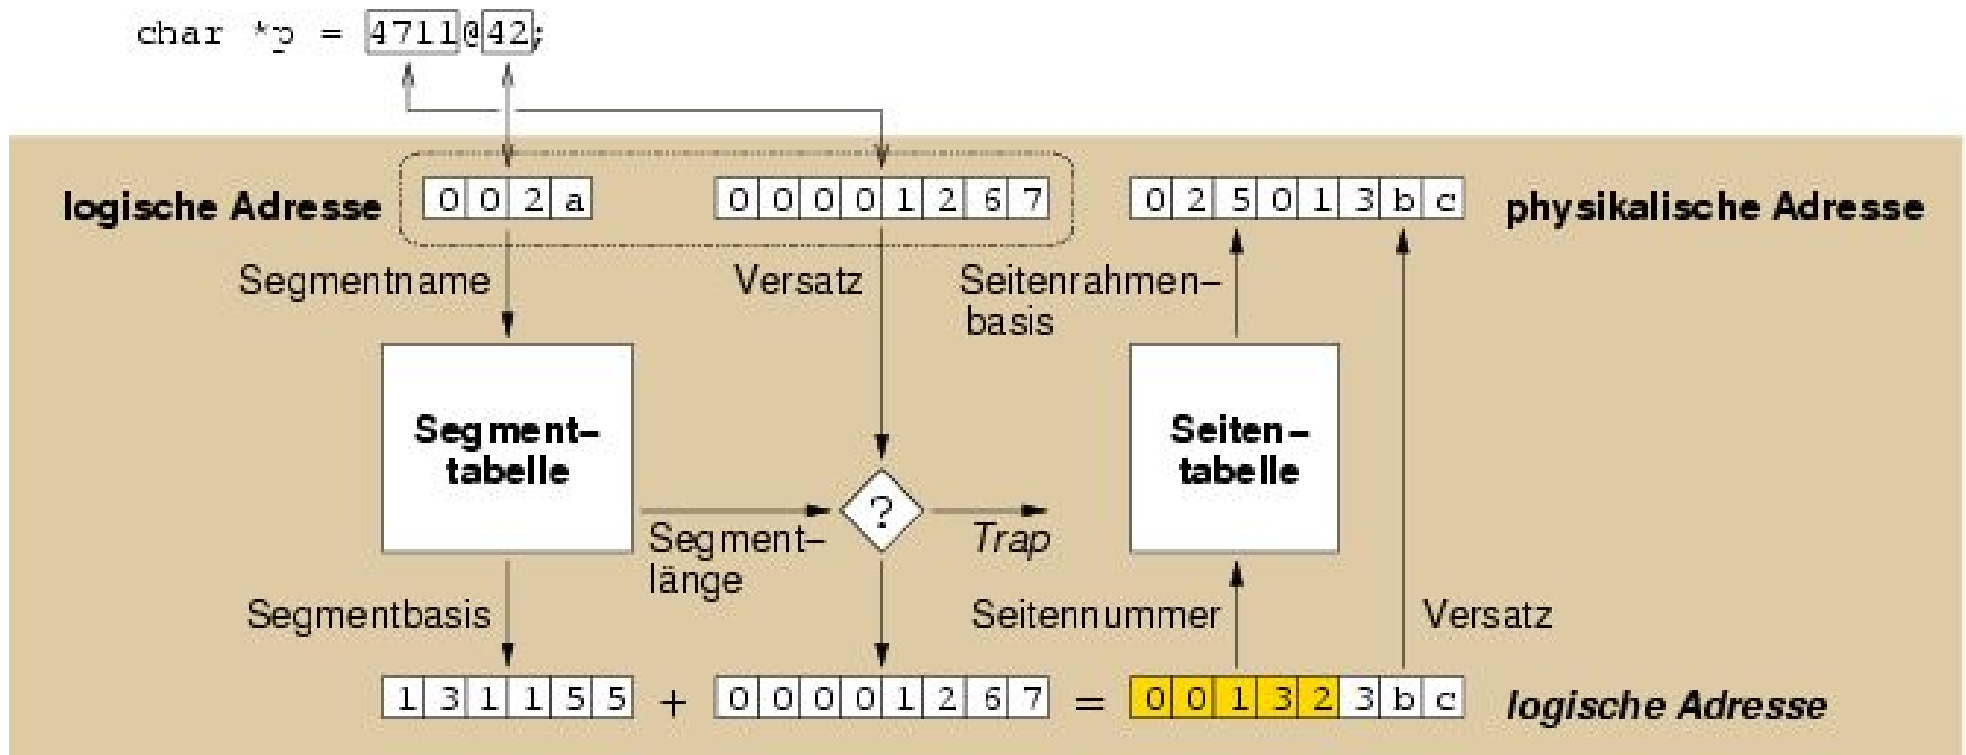 char *p = 4711@42;
logische Adresse
0 0 2 a
0 0 0 0 1 2 6 7
0 2 5 0 1 3 b c
physikalische Adresse
Segmentname
Versatz
Seitenrahmen–
basis
Segment–
tabelle
Seiten–
tabelle
?
Segment–
länge
Trap
Segmentbasis
Seitennummer
Versatz
1 3 1 1 5 5 + 0 0 0 0 1 2 6 7 = 0 0 1 3 2 3 b c
logische Adresse